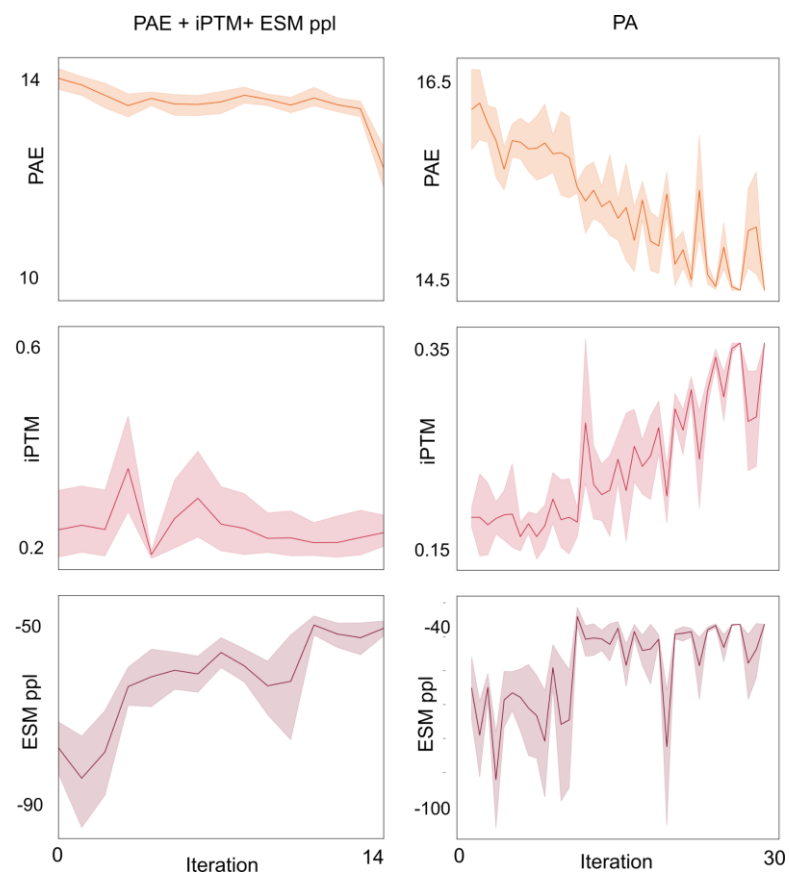 PAE + iPTM+ ESM ppl
PA
14
PAE
10
16.5
PAE
14.5
0.6
iPTM
0.2
0.35
iPTM
0.15
-50
ESM ppl
-90
-40
ESM ppl
-100
0
Iteration
14
0
Iteration
30